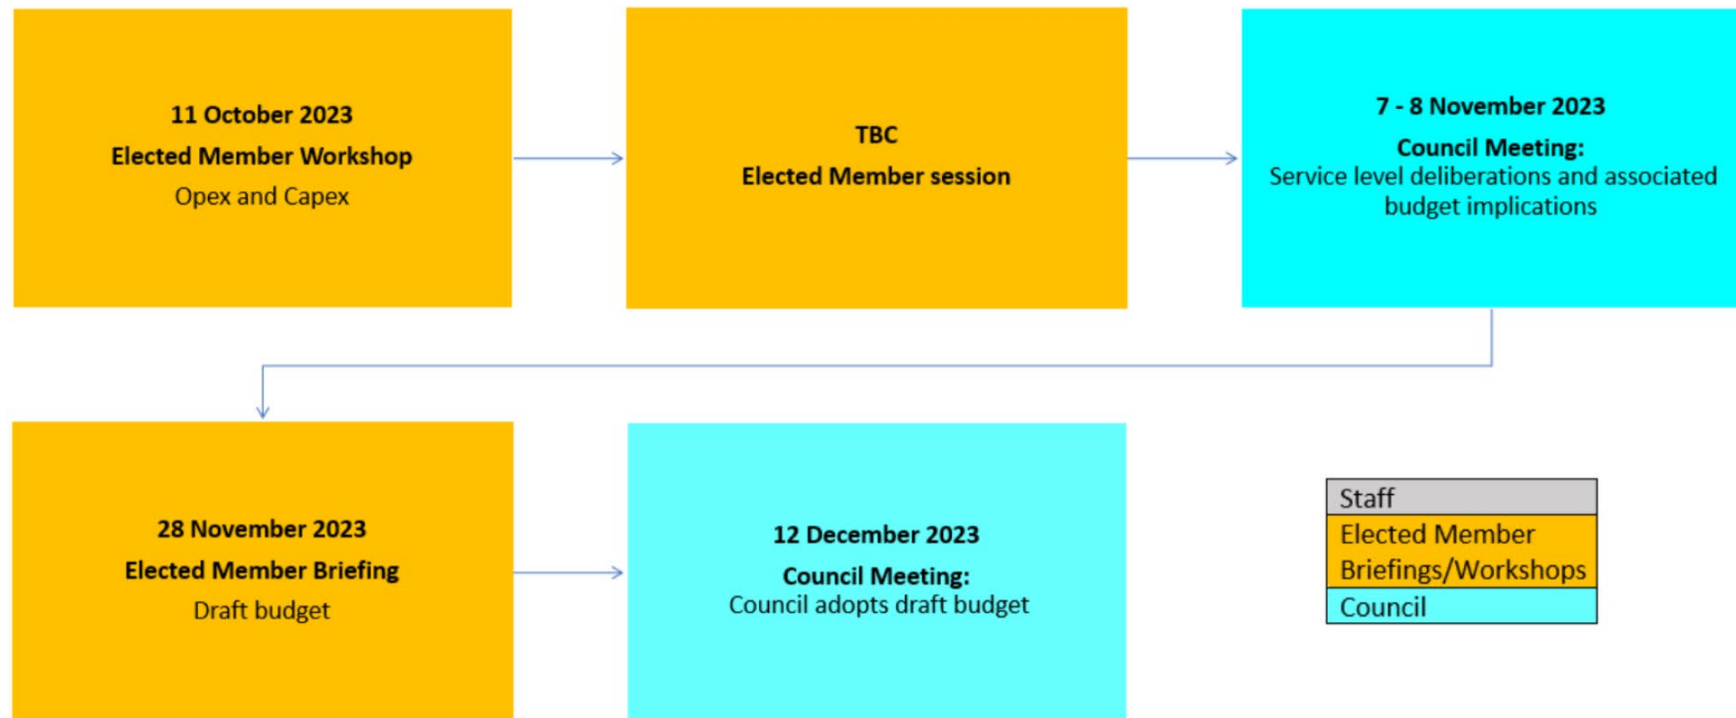 11 October 2023
Elected Member Workshop
Opex and Capex
TBC
Elected Member session
7 - 8 November 2023
Council Meeting:
Service level deliberations and associated
budget implications
28 November 2023
Elected Member Briefing
Draft budget
12 December 2023
Council Meeting:
Council adopts draft budget
Staff
Elected Member
Briefings/Workshops
Council